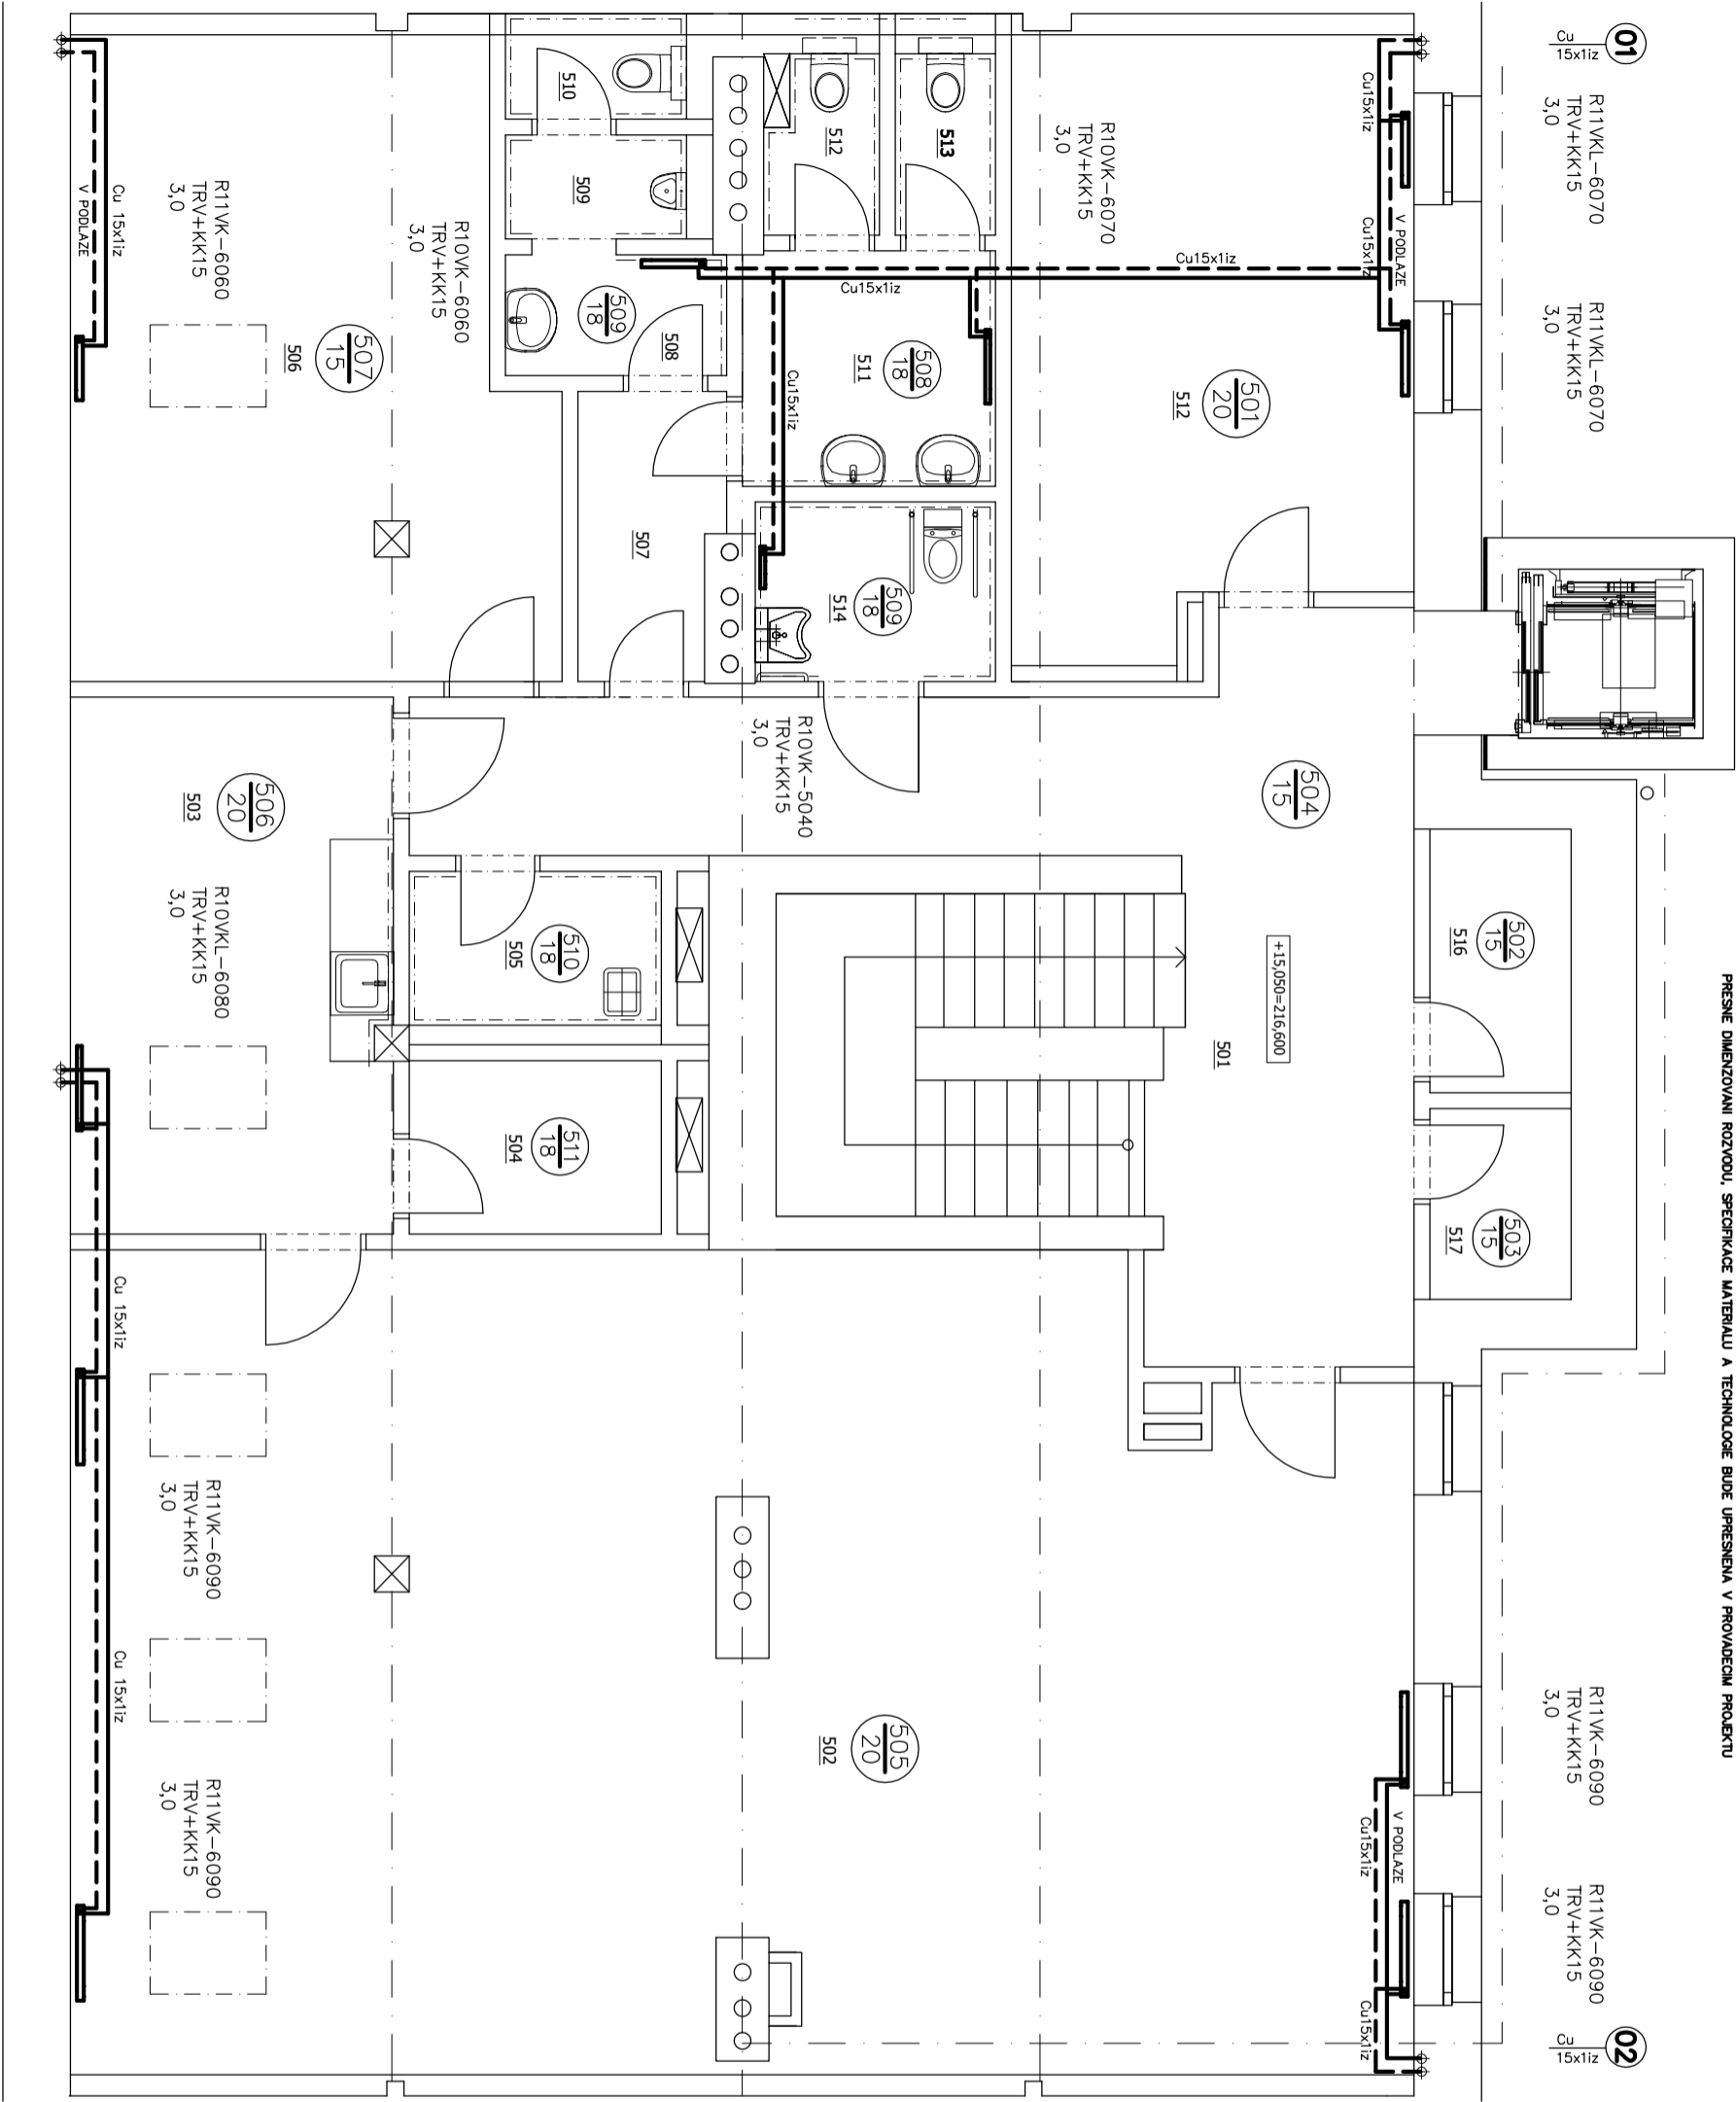 PRESNE DIMENZOVANI ROZVODU, SPECIFIKACE MATERIALU A TECHNOLOGIE BUDE UPRESNENA V PROVADECIM PROJEKTU
01
Cu
15x1iz
R11VKL-6070
TRV+KK15
3,0
R11VKL-6070
TRV+KK15
3,0
R11VK-6090
TRV+KK15
3,0
R11VK-6090
TRV+KK15
3,0
02
Cu
15x1iz
502
15
516
503
15
517
V PODLAZE
Cu15x1iz
Cu15x1iz
V PODLAZE
Cu15x1iz
Cu15x1iz
504
15
+15,050=216,600
501
501
20
512
Cu15x1iz
R10VK-6070
TRV+KK15
3,0
513
512
Cu15x1iz
508
18
511
509
18
514
505
20
502
Cu15x1iz
R10VK-5040
TRV+KK15
3,0
508
507
509
18
509
510
510
18
505
511
18
504
R10VK-6060
TRV+KK15
3,0
507
15
506
506
20
503
R11VK-6060
TRV+KK15
3,0
R10VKL-6080
TRV+KK15
3,0
R11VK-6090
TRV+KK15
3,0
R11VK-6090
TRV+KK15
3,0
Cu 15x1iz
V PODLAZE
Cu 15x1iz
Cu 15x1iz